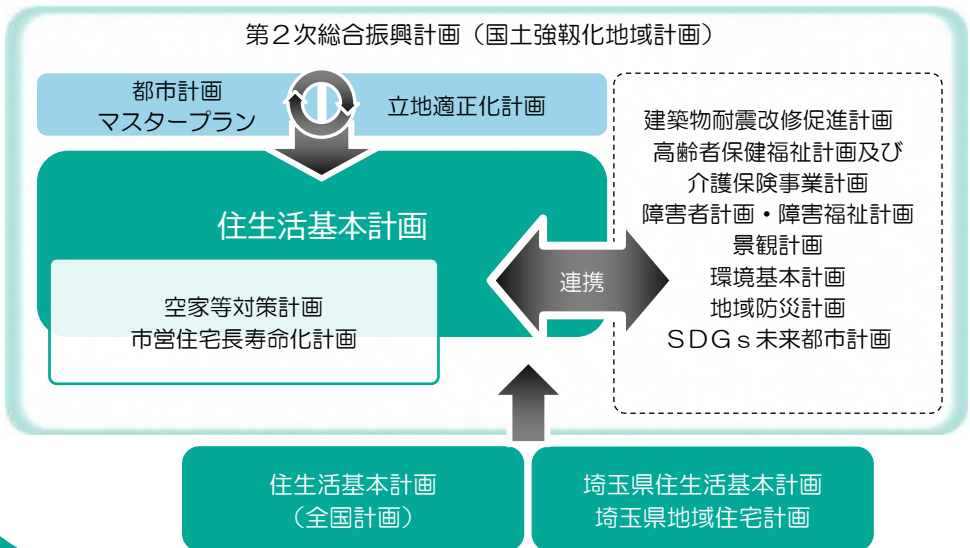 第２次総合振興計画（国土強靱化地域計画）
都市計画
マスタープラン
立地適正化計画
住生活基本計画
空家等対策計画
市営住宅長寿命化計画
連携
建築物耐震改修促進計画
高齢者保健福祉計画及び
介護保険事業計画
障害者計画・障害福祉計画
景観計画
環境基本計画
地域防災計画
ＳＤＧｓ未来都市計画
住生活基本計画
（全国計画）
埼玉県住生活基本計画
埼玉県地域住宅計画